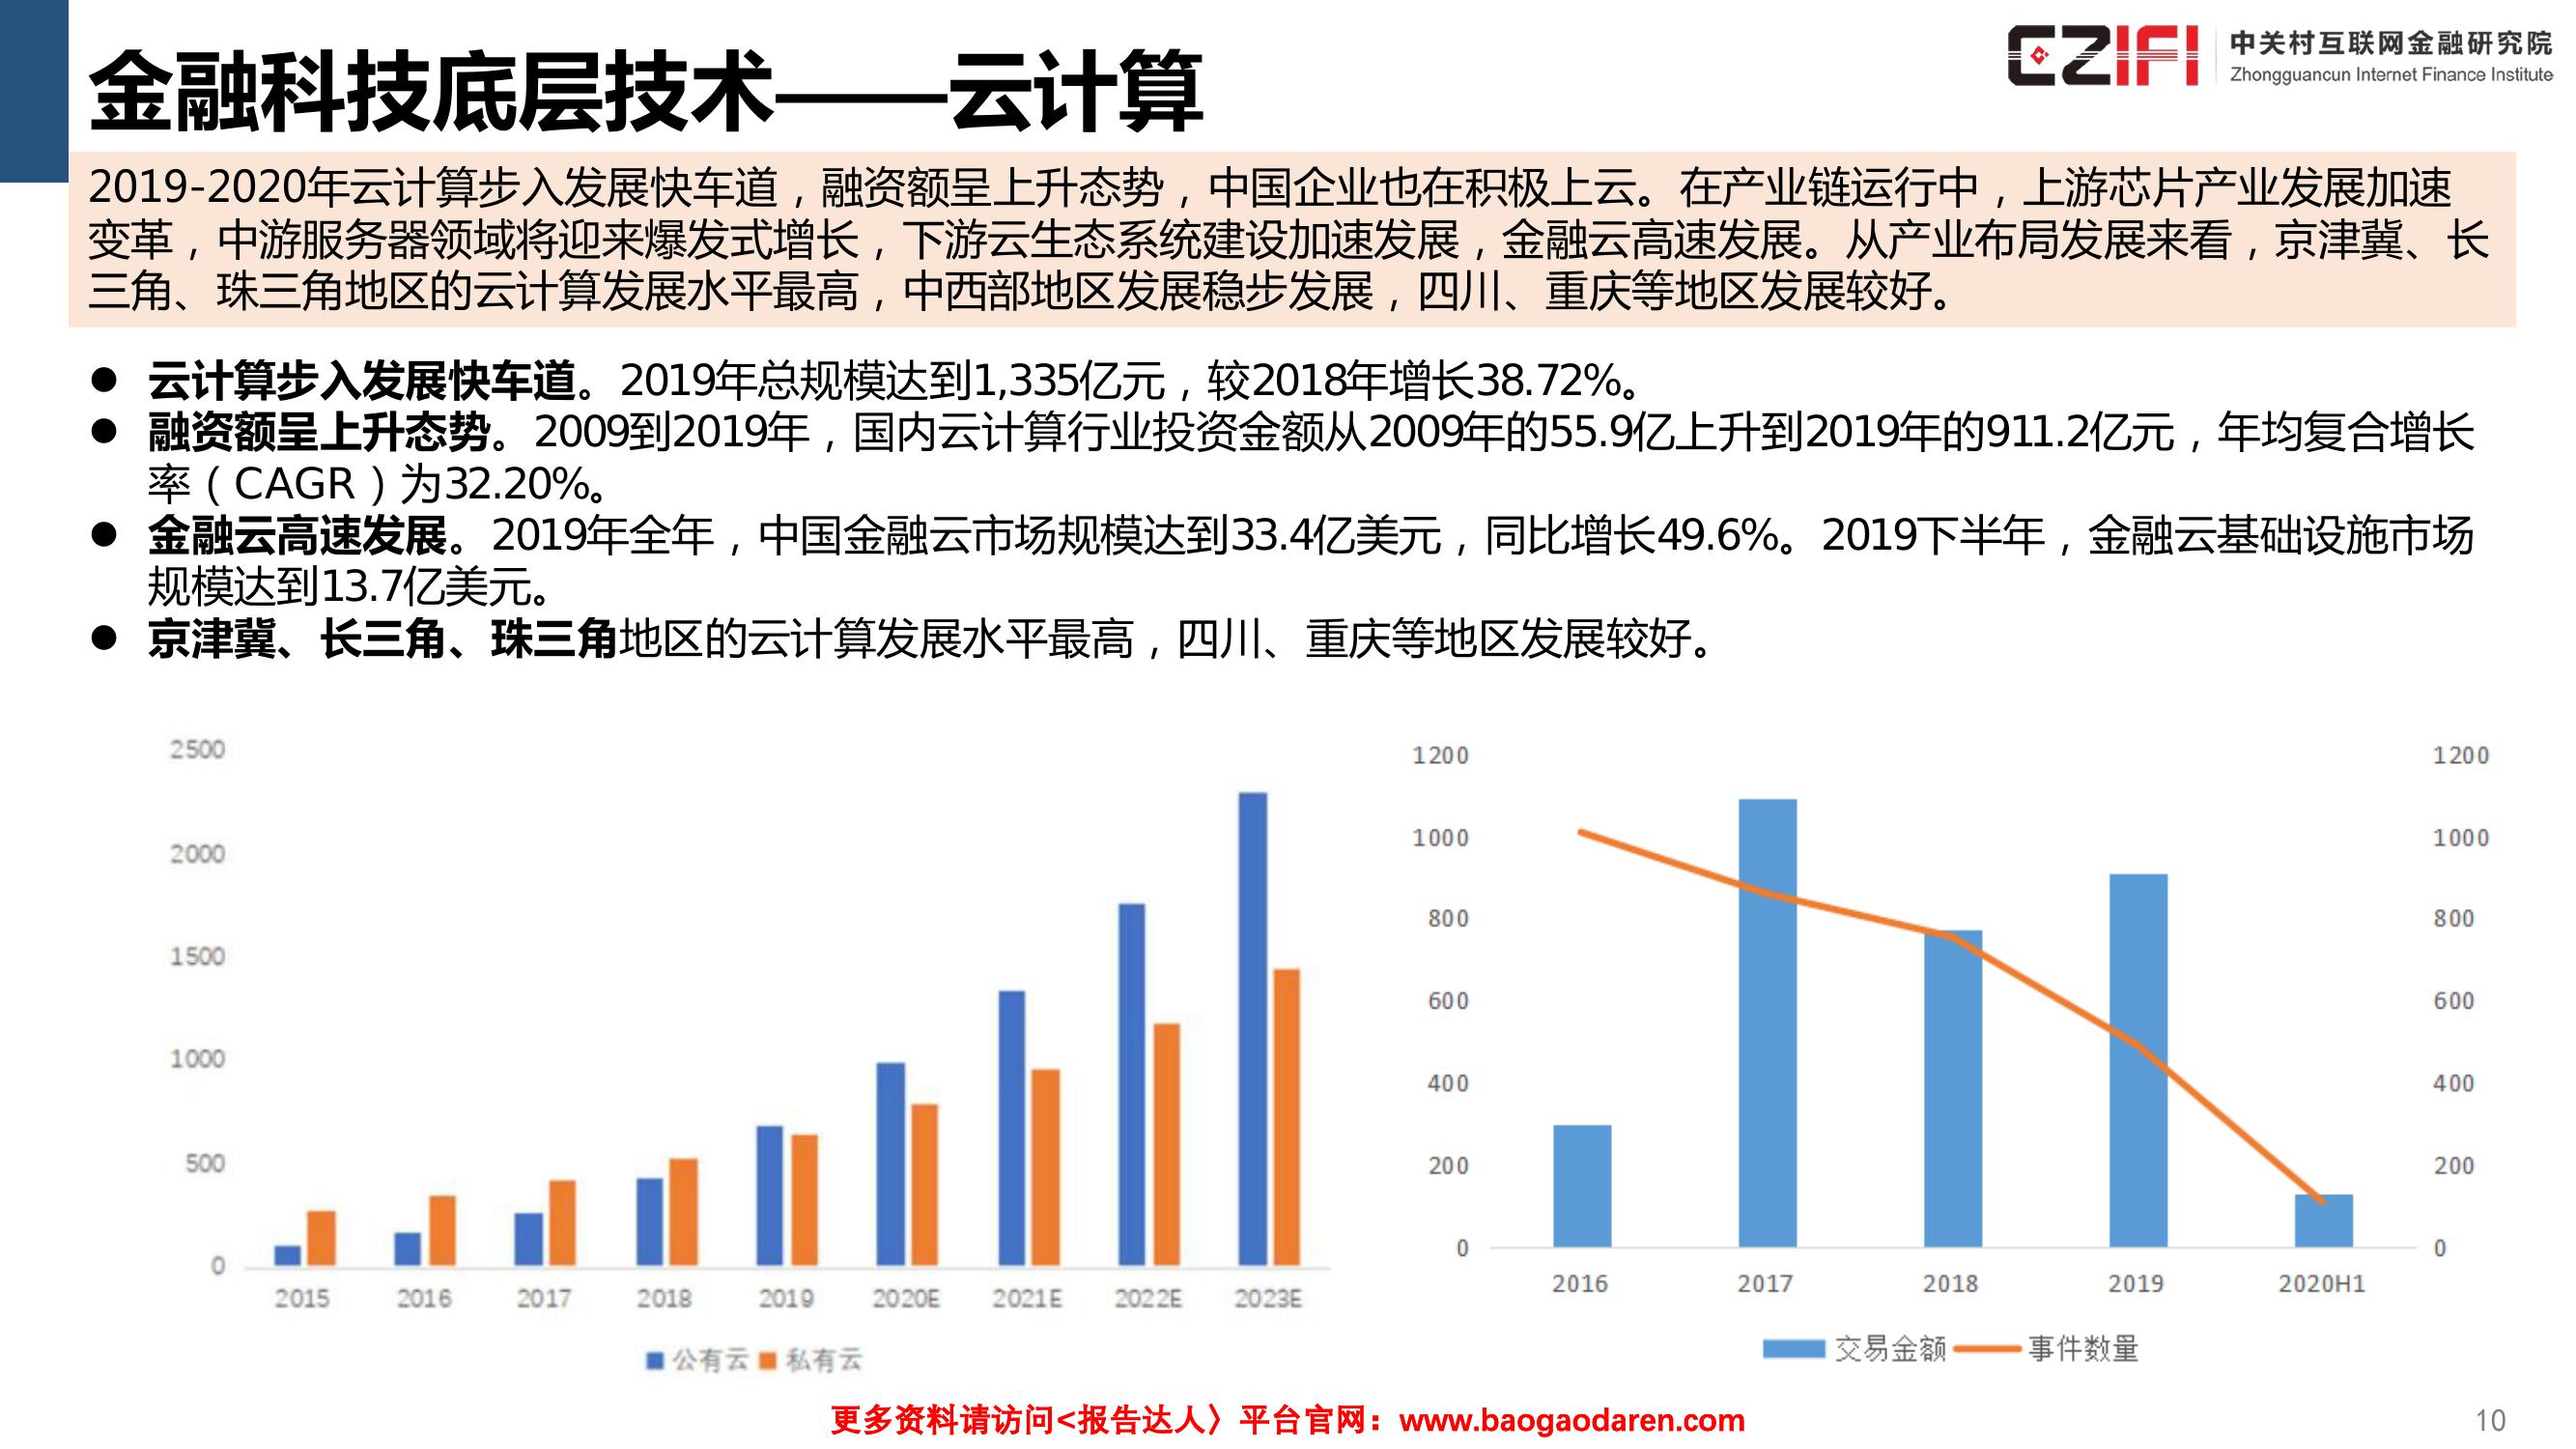 金融科技底层技术——云计算
CZIFI
中关村互联网金融研究院
Zhongguancun Internet Finance Institute
2019-2020年云计算步入发展快车道，融资额呈上升态势，中国企业也在积极上云。在产业链运行中，上游芯片产业发展加速
变革，中游服务器领域将迎来爆发式增长，下游云生态系统建设加速发展，金融云高速发展。从产业布局发展来看，京津冀、长
三角、珠三角地区的云计算发展水平最高，中西部地区发展稳步发展，四川、重庆等地区发展较好。
● 云计算步入发展快车道。2019年总规模达到1,335亿元，较2018年增长38.72%。
● 融资额呈上升态势。2009到2019年，国内云计算行业投资金额从2009年的55.9亿上升到2019年的911.2亿元，年均复合增长
率（CAGR）为32.20%。
● 金融云高速发展。2019年全年，中国金融云市场规模达到33.4亿美元，同比增长49.6%。2019下半年，金融云基础设施市场
规模达到13.7亿美元。
● 京津冀、长三角、珠三角地区的云计算发展水平最高，四川、重庆等地区发展较好。
2500
2000
1500
1000
500
0
2015 2016 2017 2018 2019 2020E 2021E 2022E 2023E
公有云 私有云
1200
1000
800
600
400
200
0
1200
1000
800
600
400
200
0
2016 2017 2018 2019 2020H1
交易金额 事件数量
更多资料请访问<报告达人〉平台官网：www.baogaodaren.com
10